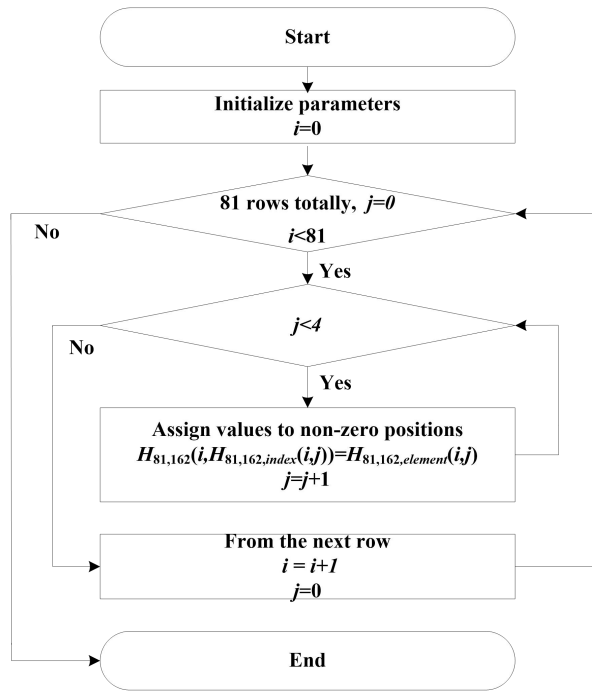 Start
Initialize parameters
i=0
81 rows totally, j=0
i<81
No
Yes
j<4
No
Yes
Assign values to non-zero positions
H81,162(i,H81,162,index(i,j))=H81,162,element(i,j)
j=j+1
From the next row
i = i+1
j=0
End